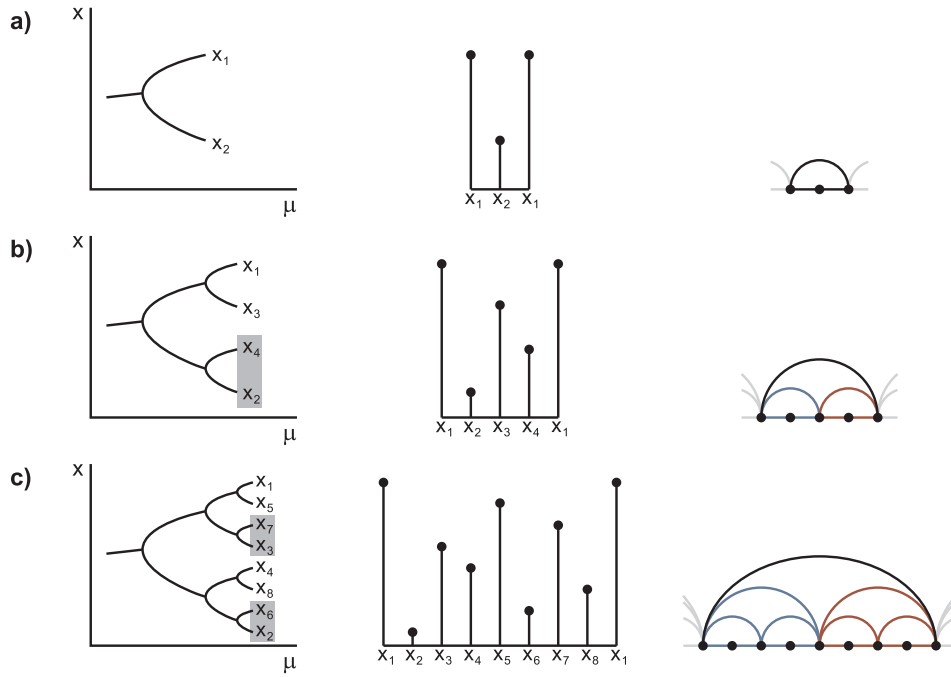 a)
x
x₁
x₂
μ
x₁ x₂ x₁
b)
x
x₁
x₃
x₄
x₂
μ
x₁ x₂ x₃ x₄ x₁
c)
x
x₁
x₅
x₇
x₃
x₄
x₈
x₆
x₂
μ
x₁ x₂ x₃ x₄ x₅ x₆ x₇ x₈ x₁